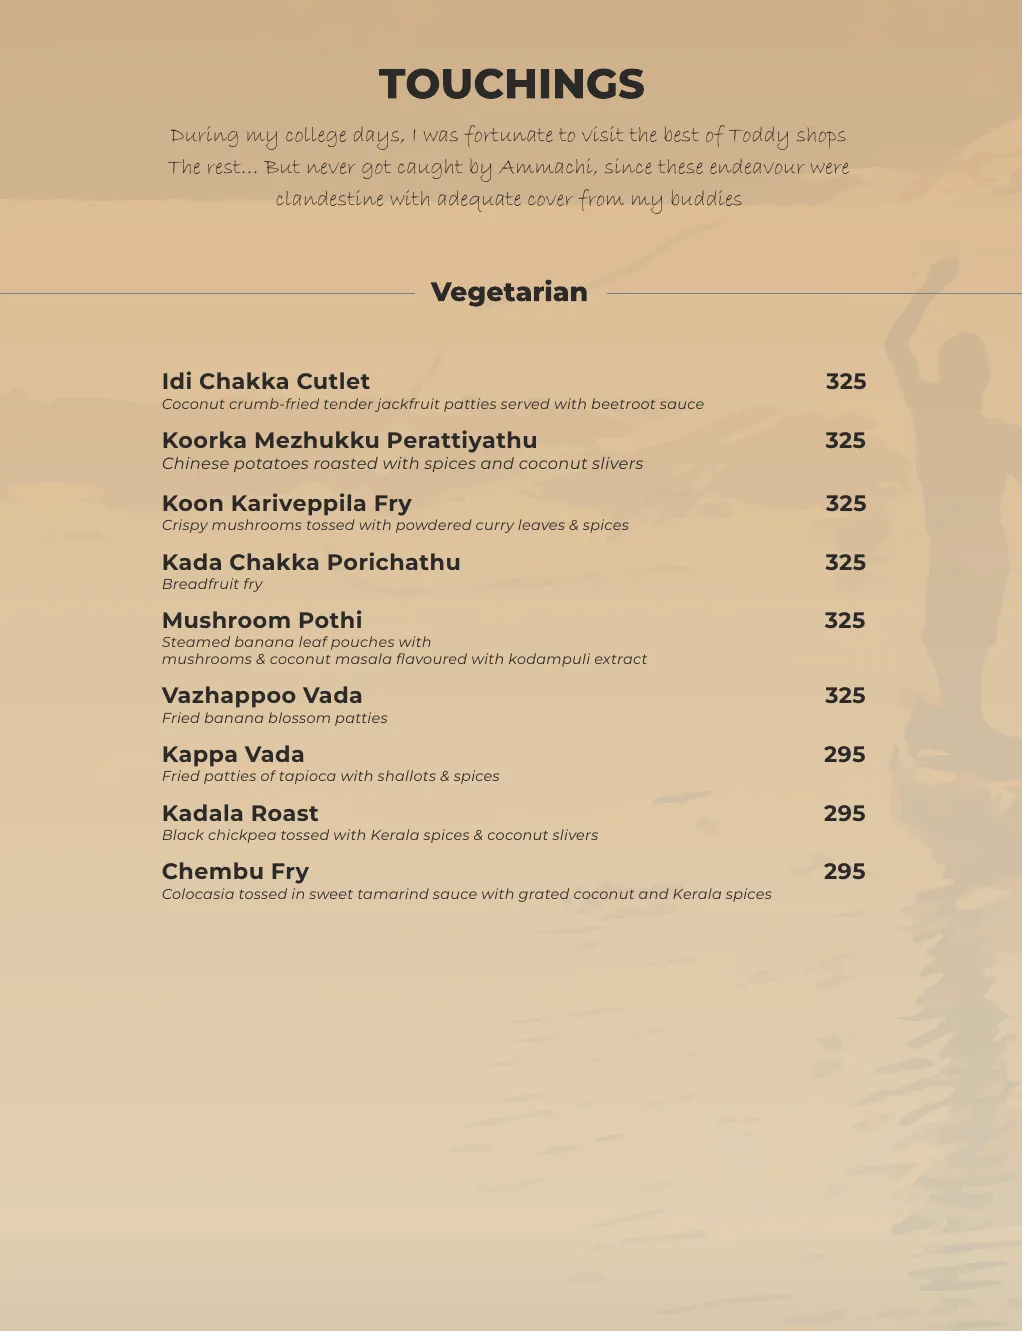 TOUCHINGS
During my college days, I was fortunate to visit the best of Toddy shops
The rest... But never got caught by Ammachi, since these endeavour were
clandestine with adequate cover from my buddies
Vegetarian
Idi Chakka Cutlet 325
Coconut crumb-fried tender jackfruit patties served with beetroot sauce
Koorka Mezhukku Perattiyathu 325
Chinese potatoes roasted with spices and coconut slivers
Koon Kariveppila Fry 325
Crispy mushrooms tossed with powdered curry leaves & spices
Kada Chakka Porichathu 325
Breadfruit fry
Mushroom Pothi 325
Steamed banana leaf pouches with
mushrooms & coconut masala flavoured with kodampuli extract
Vazhappoo Vada 325
Fried banana blossom patties
Kappa Vada 295
Fried patties of tapioca with shallots & spices
Kadala Roast 295
Black chickpea tossed with Kerala spices & coconut slivers
Chembu Fry 295
Colocasia tossed in sweet tamarind sauce with grated coconut and Kerala spices